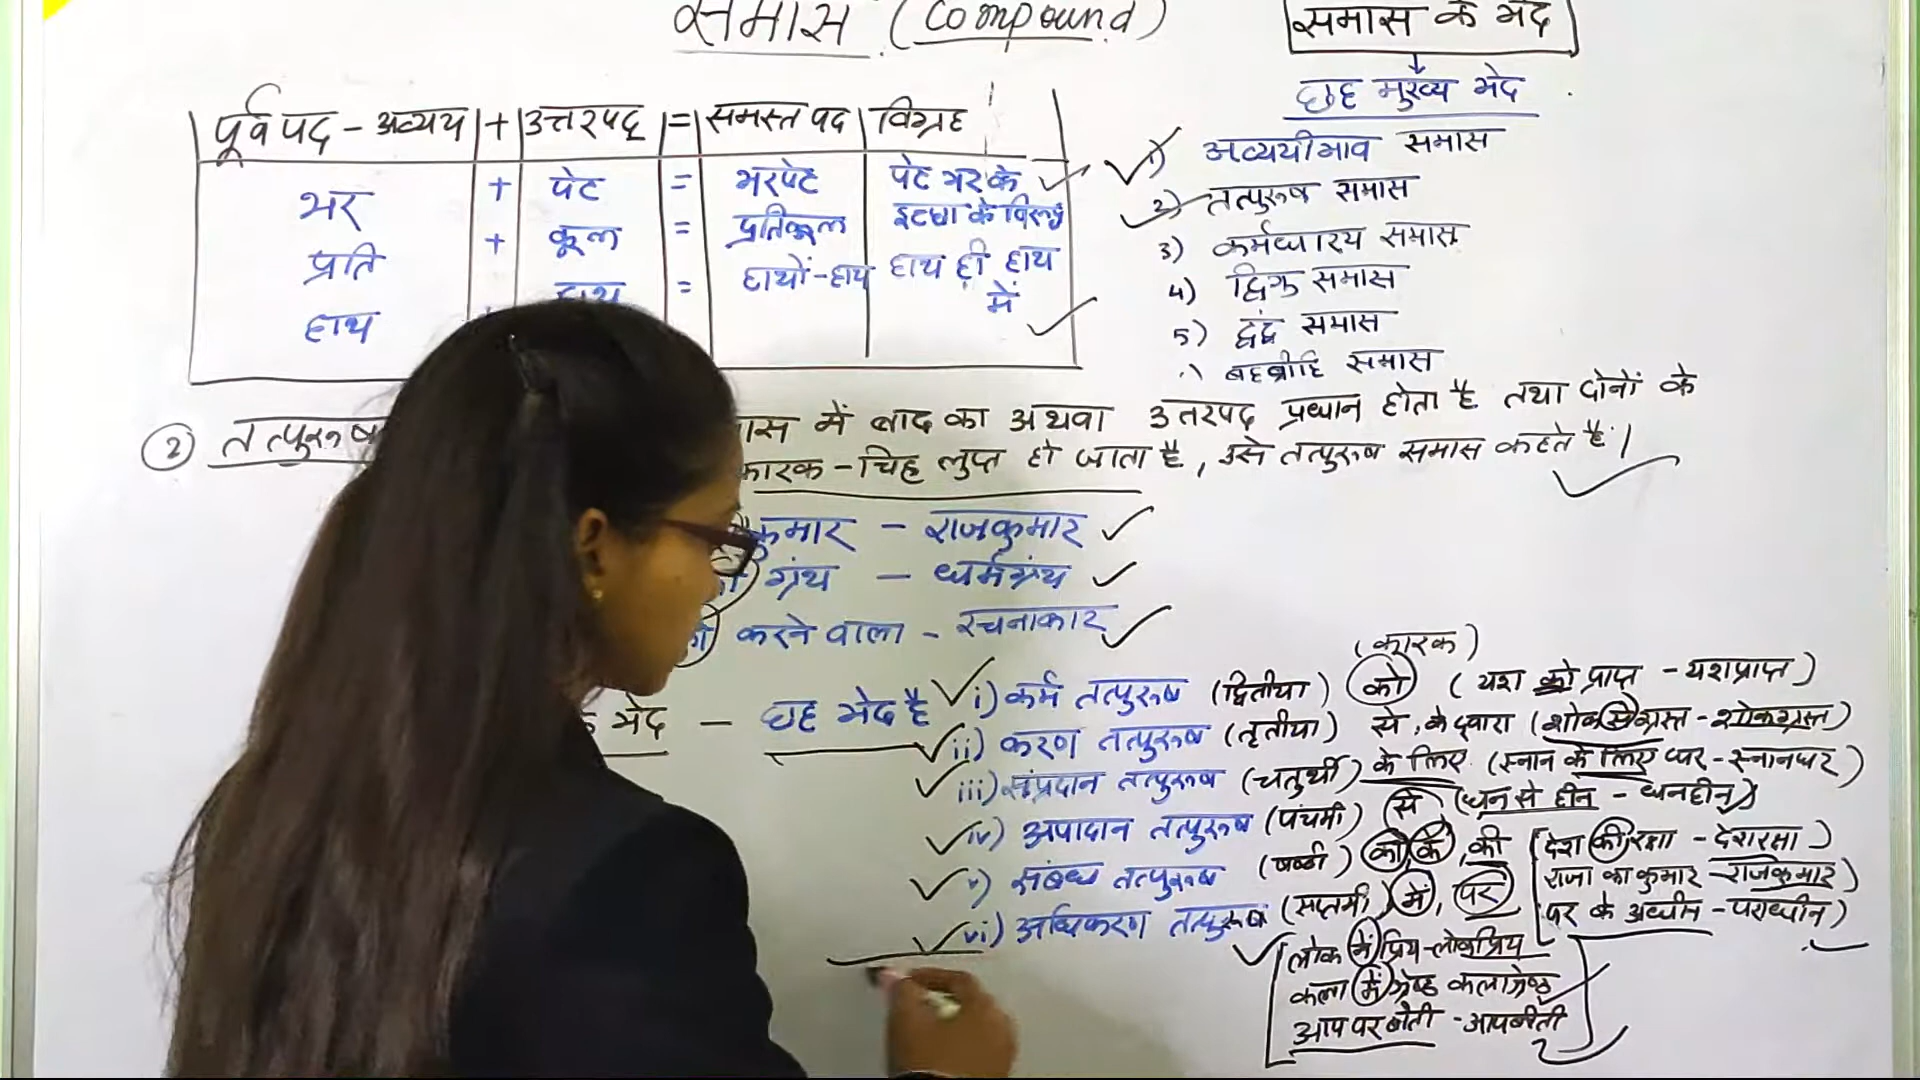 समास (Compound)
समास के भेद
छह मुख्य भेद
पूर्व पद - अव्यय + उत्तरपद = समस्त पद विग्रह
भर + पेट = भरपेट पेट भर के
प्रति + कूल = प्रतिकूल इच्छा के विरुद्ध
हाथ हाथ = हाथों-हाथ हाथ ही हाथ
में
1) अव्ययीभाव समास
2) तत्पुरुष समास
3) कर्मधारय समास
4) द्विगु समास
5) द्वंद्व समास
बहुब्रीहि समास
2 तत्पुरुष में बाद का अथवा उत्तरपद प्रधान होता है तथा दोनों के
कारक-चिह्न लुप्त हो जाता है, उसे तत्पुरुष समास कहते हैं।
कुमार - राजकुमार
ग्रंथ - धर्मग्रंथ
करने वाला - रचनाकार
भेद - छह भेद है
(कारक)
i) कर्म तत्पुरुष (द्वितीया) को (यश को प्राप्त - यशप्राप्त)
ii) करण तत्पुरुष (तृतीया) से, के द्वारा (शोक से ग्रस्त - शोकग्रस्त)
iii) संप्रदान तत्पुरुष (चतुर्थी) के लिए (स्नान के लिए घर - स्नानघर)
iv) अपादान तत्पुरुष (पंचमी) से (धन से हीन - धनहीन)
v) संबंध तत्पुरुष (षष्ठी) का, के, की [देश की रक्षा - देशरक्षा)
राजा का कुमार - राजकुमार)
पर के अधीन - पराधीन)
vi) अधिकरण तत्पुरुष (सप्तमी) में, पर
[लोक में प्रिय - लोकप्रिय
कला में श्रेष्ठ कलाश्रेष्ठ
आप पर बीती - आपबीती]